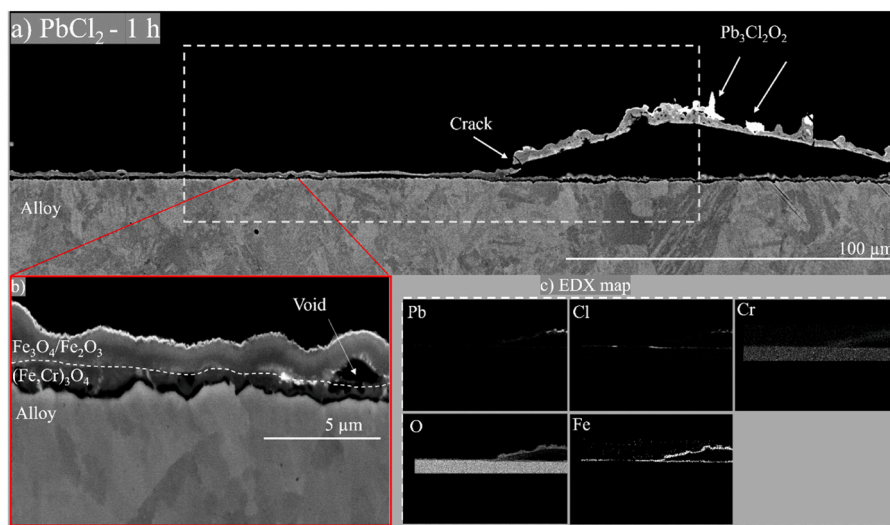 a) PbCl₂ - 1 h
Pb₃Cl₂O₂
Crack
Alloy
100 µm
b)
Void
Fe₃O₄/Fe₂O₃
(Fe,Cr)₃O₄
Alloy
5 µm
c) EDX map
Pb
Cl
Cr
O
Fe